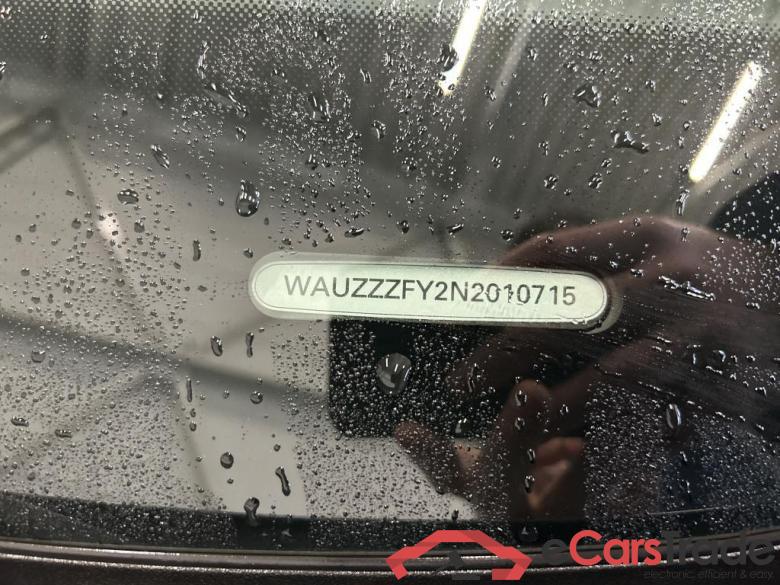 WAUZZZFY2N2010715
eCarsTrade
electronic, efficient & easy